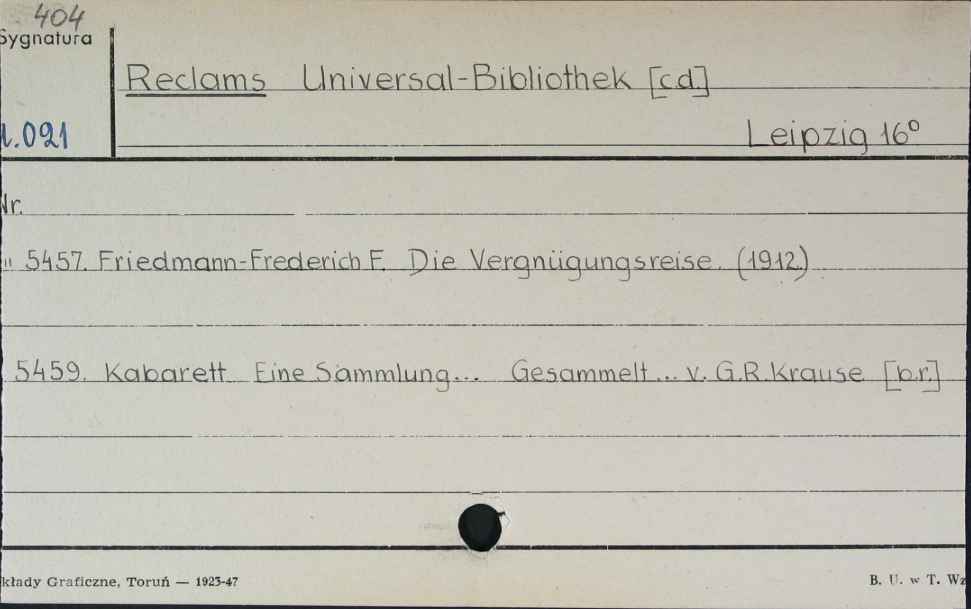 404
Sygnatura
Reclams Universal-Bibliothek [c.d.]
1.021
Leipzig 16°
Nr.
" 5457. Friedmann-Frederich F. Die Vergnügungsreise. (1912)
5459. Kabarett Eine Sammlung... Gesammelt... v. G.R. Krause [b.r.]
kłady Graficzne, Toruń — 1923-47
B. U. w T. Wz